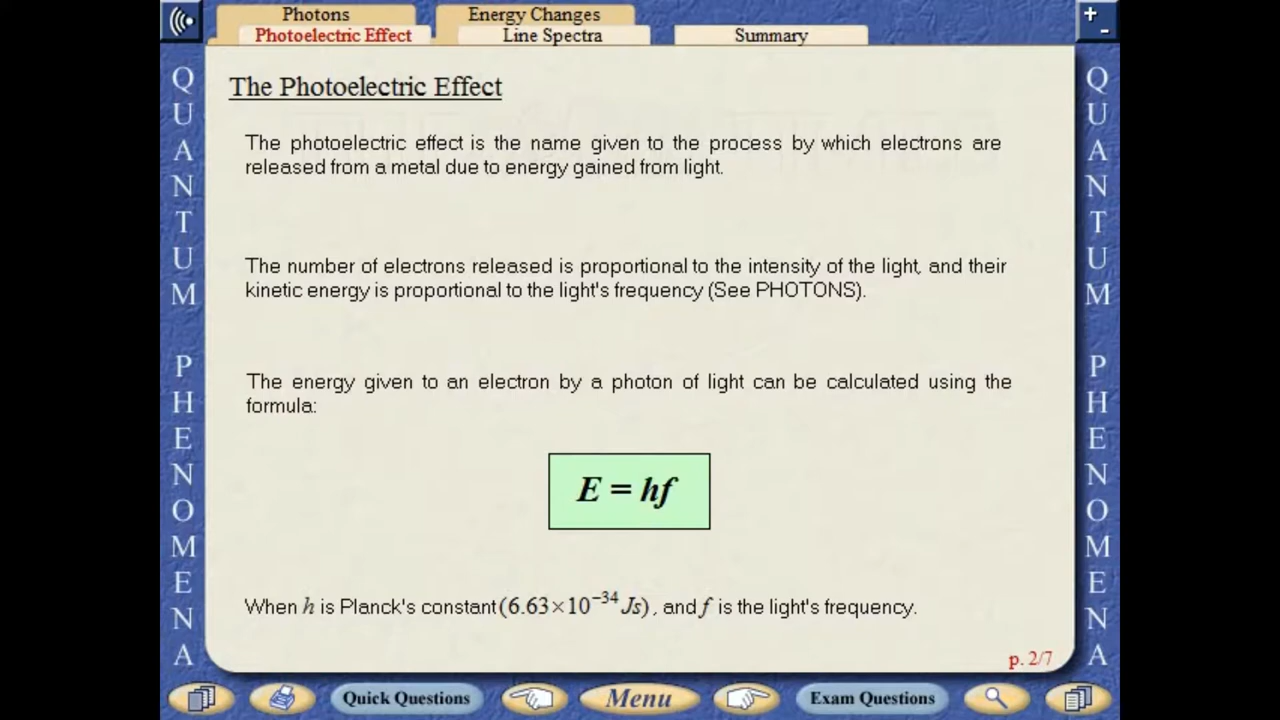 Photons
Energy Changes
+
-
Photoelectric Effect
Line Spectra
Summary
QUANTUM PHENOMENA
The Photoelectric Effect
The photoelectric effect is the name given to the process by which electrons are
released from a metal due to energy gained from light.
The number of electrons released is proportional to the intensity of the light, and their
kinetic energy is proportional to the light's frequency (See PHOTONS).
The energy given to an electron by a photon of light can be calculated using the
formula:
E = hf
When h is Planck's constant (6.63×10⁻³⁴ Js), and f is the light's frequency.
p. 2/7
QUANTUM PHENOMENA
Quick Questions
Menu
Exam Questions